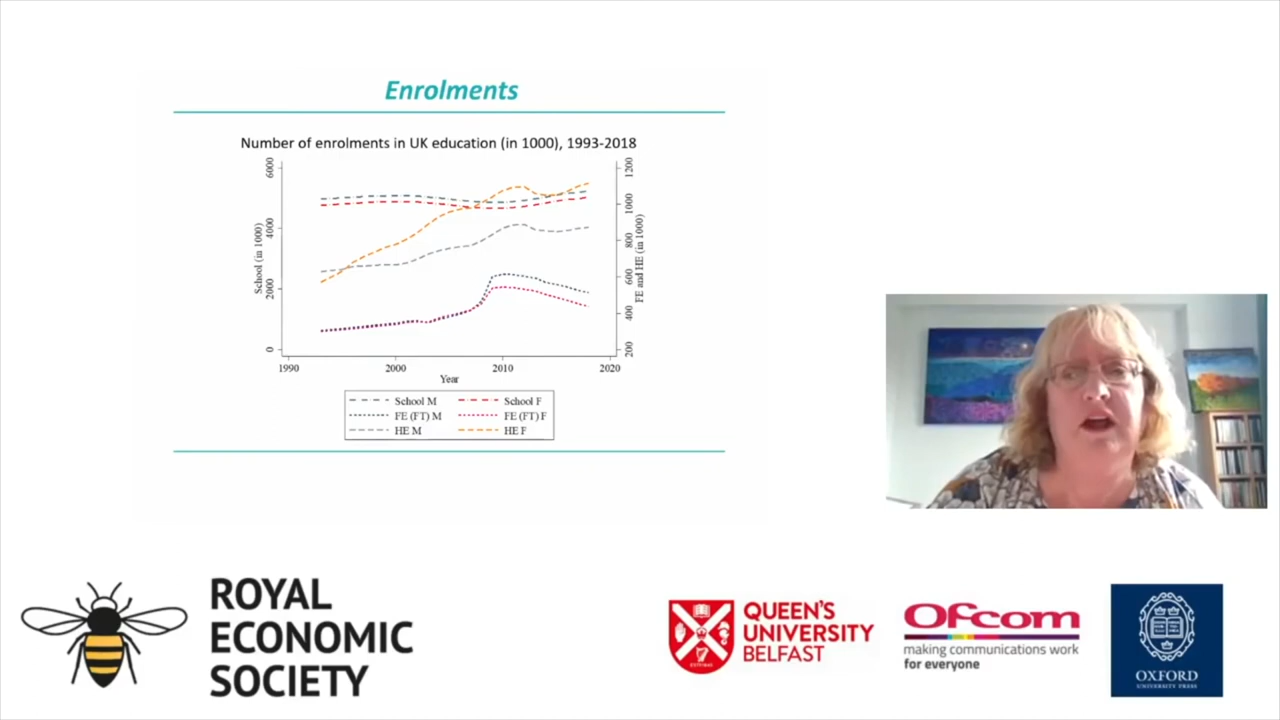 Enrolments
Number of enrolments in UK education (in 1000), 1993-2018
6000
4000
2000
0
School (in 1000)
1200
1000
800
600
400
200
FE and HE (in 1000)
1990
2000
2010
2020
Year
School M
School F
FE (FT) M
FE (FT) F
HE M
HE F
ROYAL
ECONOMIC
SOCIETY
QUEEN'S
UNIVERSITY
BELFAST
Ofcom
making communications work
for everyone
OXFORD
UNIVERSITY PRESS